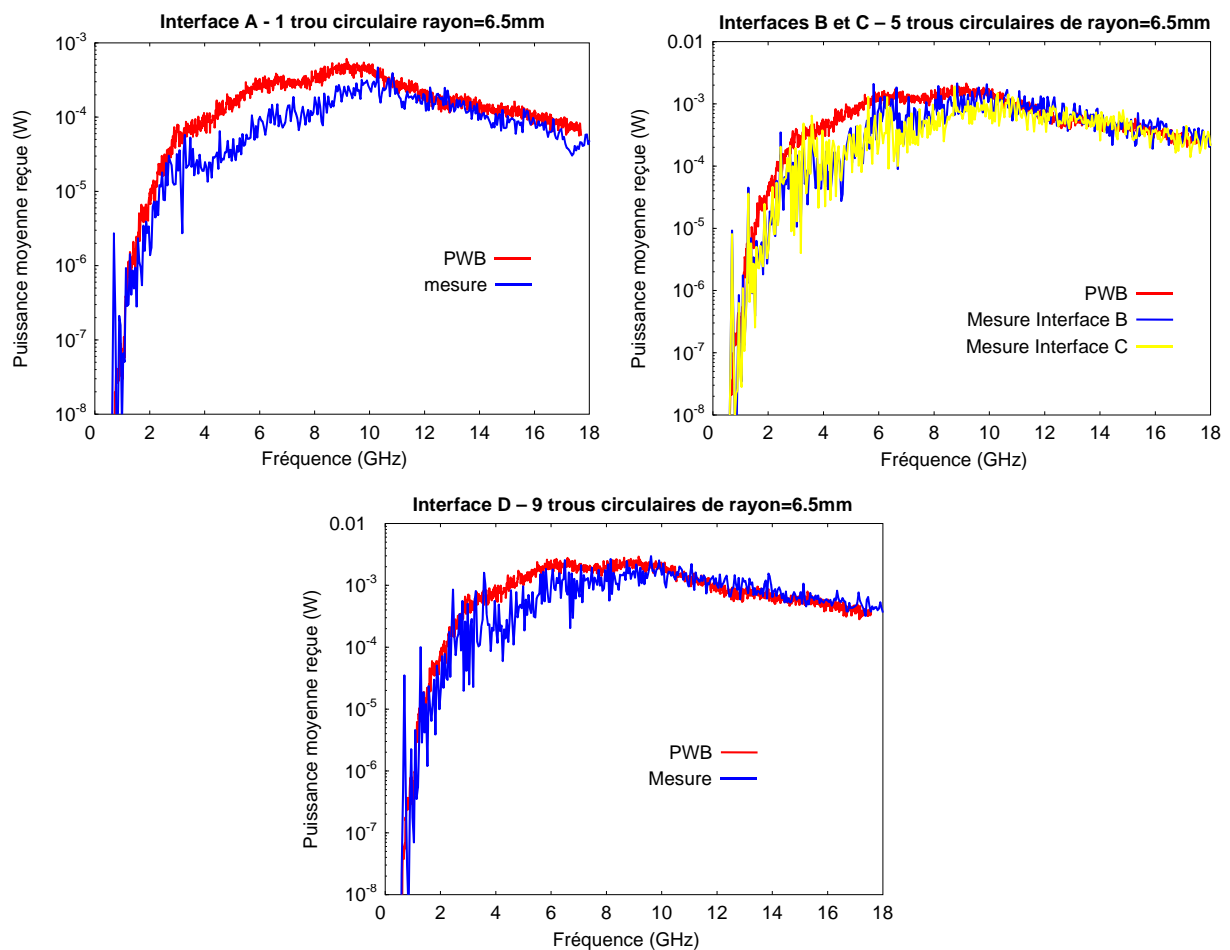 Interface A - 1 trou circulaire rayon=6.5mm
Puissance moyenne reçue (W)
10-3
10-4
10-5
10-6
10-7
10-8
PWB
mesure
0 2 4 6 8 10 12 14 16 18
Fréquence (GHz)
Interfaces B et C – 5 trous circulaires de rayon=6.5mm
Puissance moyenne reçue (W)
0.01
10-3
10-4
10-5
10-6
10-7
10-8
PWB
Mesure Interface B
Mesure Interface C
0 2 4 6 8 10 12 14 16 18
Fréquence (GHz)
Interface D – 9 trous circulaires de rayon=6.5mm
Puissance moyenne reçue (W)
0.01
10-3
10-4
10-5
10-6
10-7
10-8
PWB
Mesure
0 2 4 6 8 10 12 14 16 18
Fréquence (GHz)